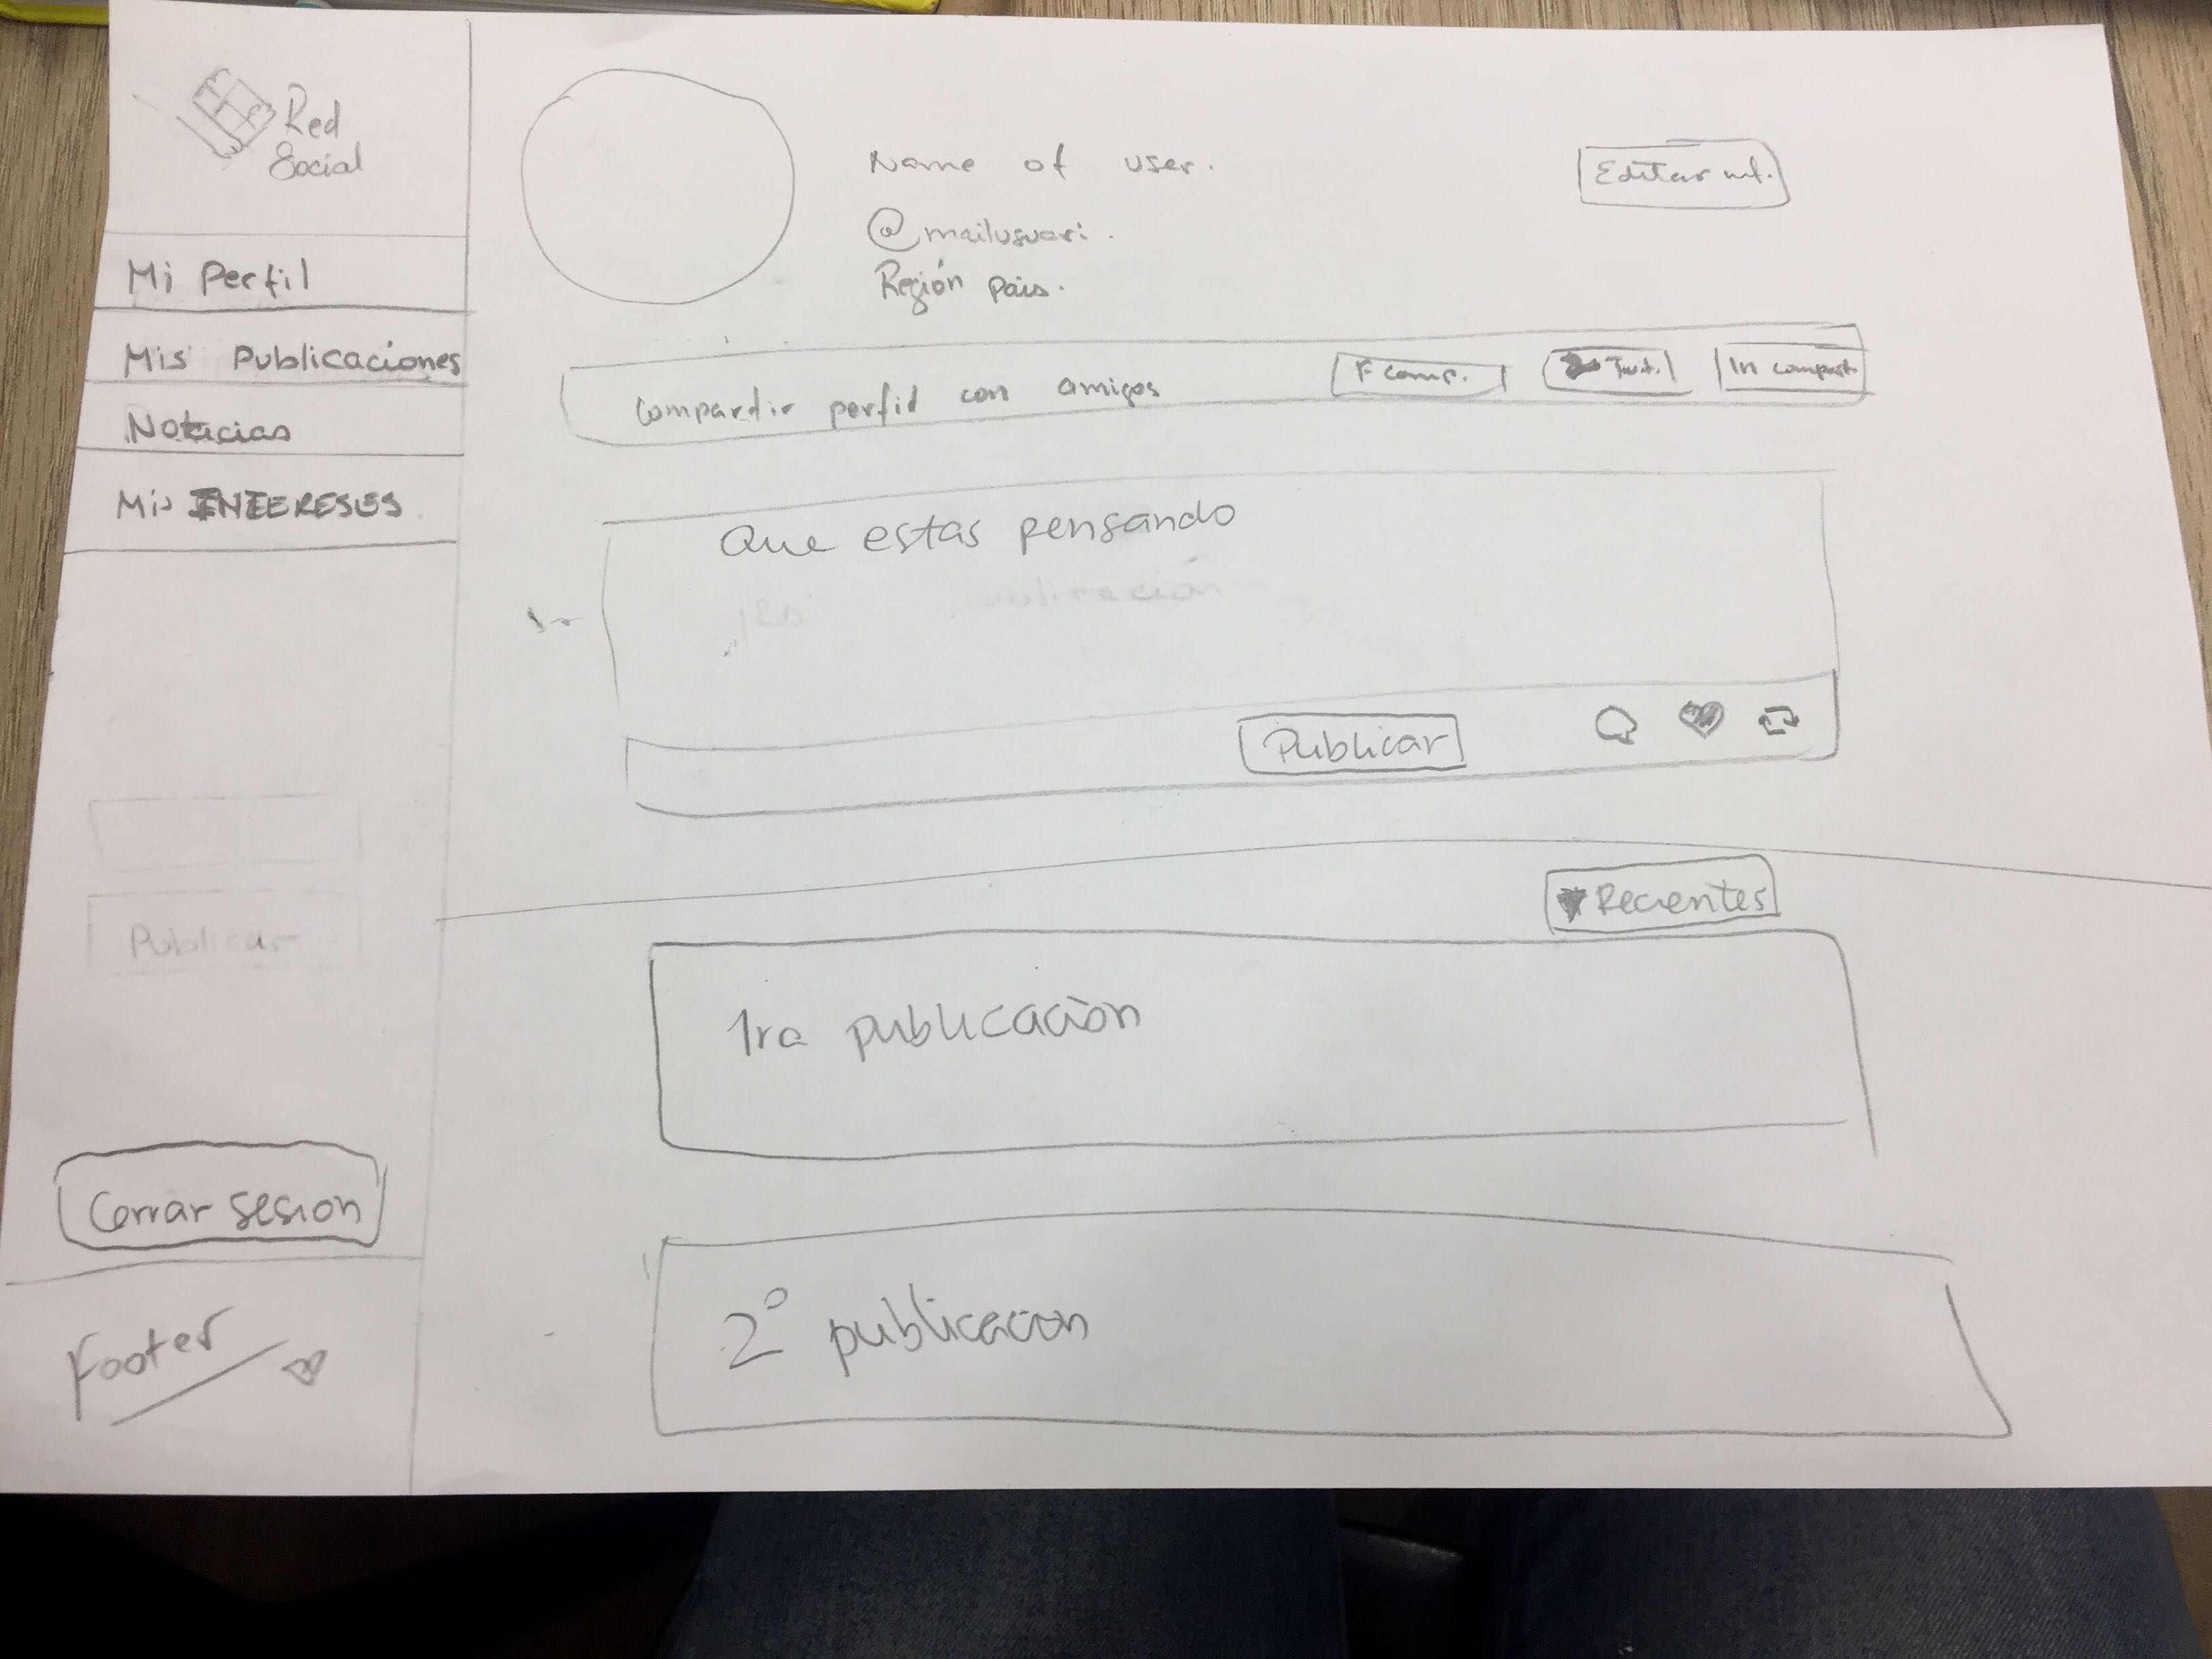 Red
Social
Mi Perfil
Mis Publicaciones
Noticias
Mis INTERESES
Publicar
Cerrar sesion
Footer
Name of user.
@mailusuari.
Región pais.
Editar inf.
Compartir perfil con amigos
F comp.
Twit.
In compart
Que estas pensando
publicación
Publicar
Recientes
1ra publicación
2° publicacion